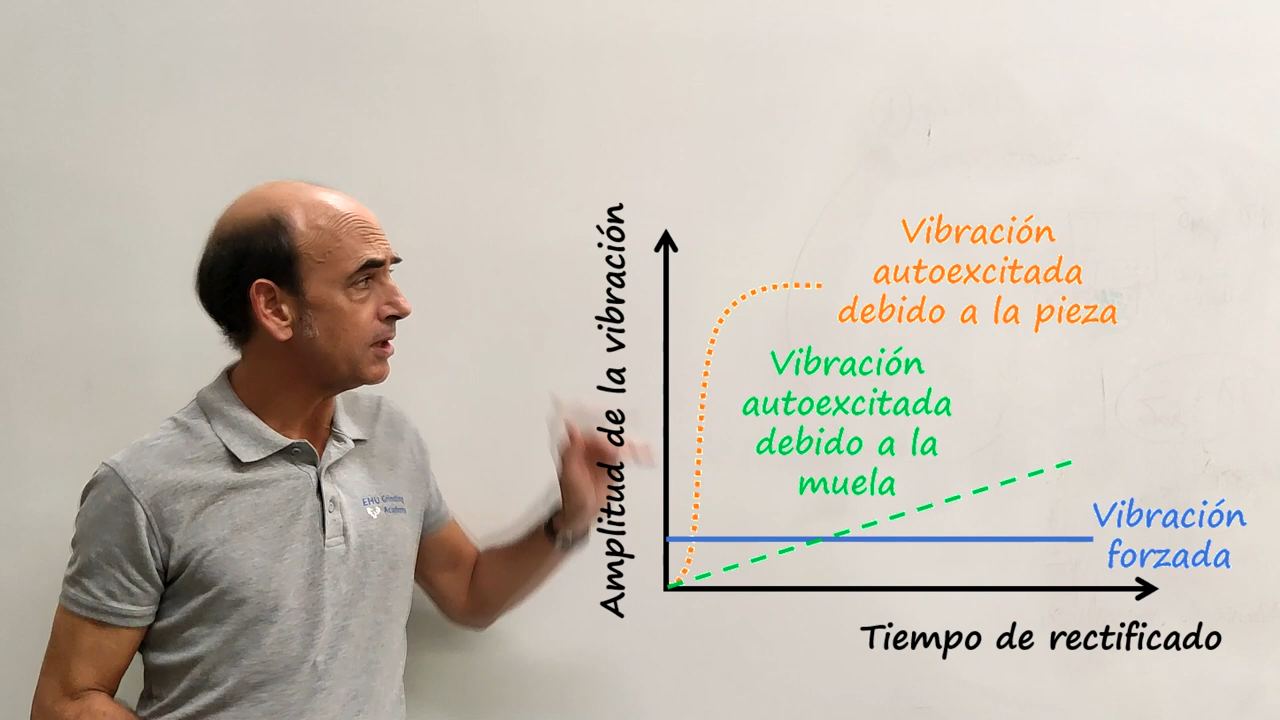 Amplitud de la vibración
Vibración
autoexcitada
debido a la pieza
Vibración
autoexcitada
debido a la
muela
Vibración
forzada
Tiempo de rectificado
EHU Grinding
Academy